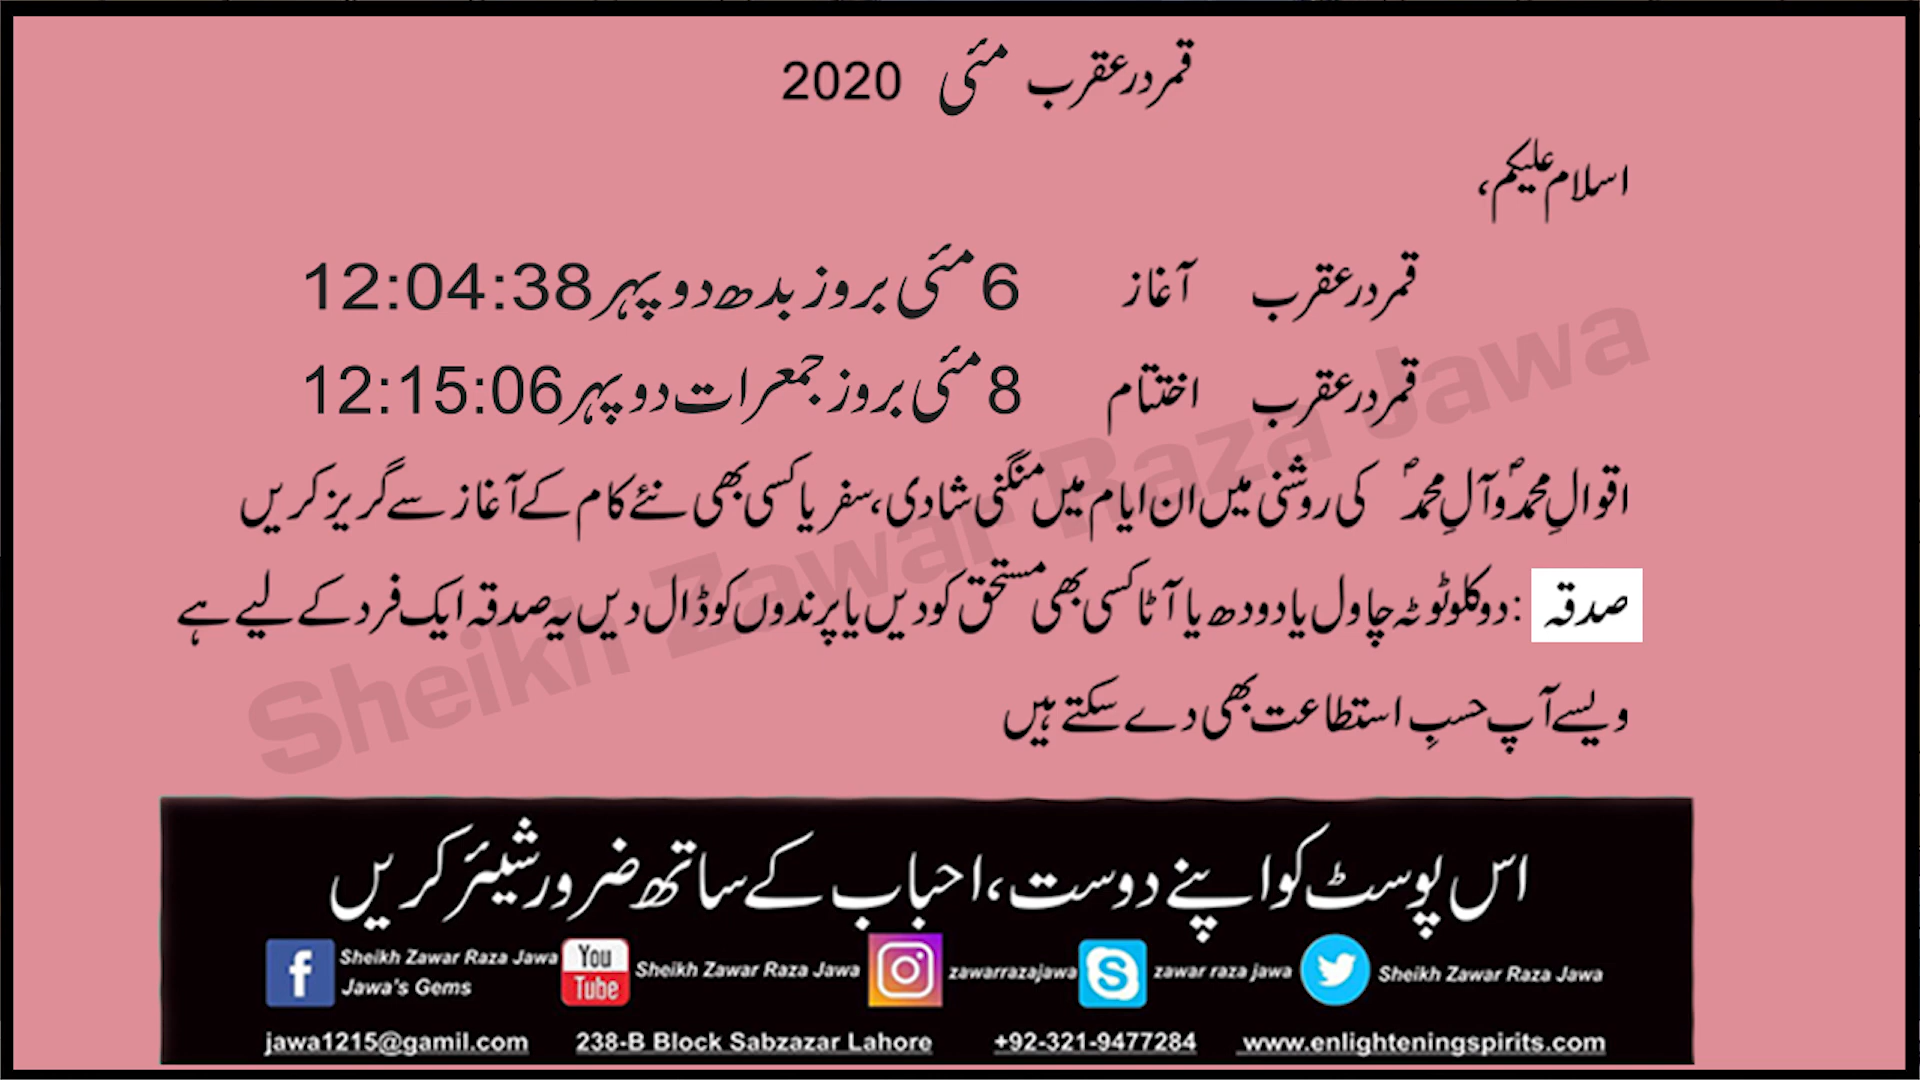 قمر در عقرب مئی 2020
اسلام علیکم،
قمر در عقرب آغاز 6 مئی بروز بدھ دوپہر 12:04:38
قمر در عقرب اختتام 8 مئی بروز جمعرات دوپہر 12:15:06
اقوالِ محمدؐ وآلِ محمدؐ کی روشنی میں ان ایام میں منگنی شادی، سفر یا کسی بھی نئے کام کے آغاز سے گریز کریں
صدقہ : دو کلو ٹوٹہ چاول یا دودھ یا آٹا کسی بھی مستحق کو دیں یا پرندوں کو ڈال دیں یہ صدقہ ایک فرد کے لیے ہے
ویسے آپ حسبِ استطاعت بھی دے سکتے ہیں
Sheikh Zawar Raza Jawa
اس پوسٹ کو اپنے دوست، احباب کے ساتھ ضرور شیئر کریں
f Sheikh Zawar Raza Jawa Jawa's Gems You Tube Sheikh Zawar Raza Jawa zawarrazajawa S zawar raza jawa Sheikh Zawar Raza Jawa
jawa1215@gamil.com 238-B Block Sabzazar Lahore +92-321-9477284 www.enlighteningspirits.com